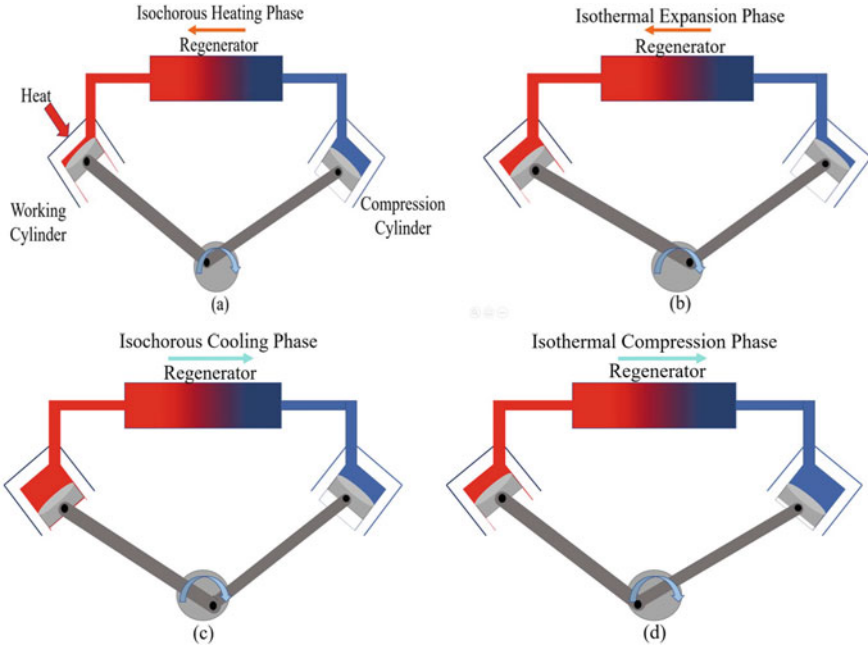 Isochorous Heating Phase
Regenerator
Heat
Working
Cylinder
Compression
Cylinder
(a)
Isothermal Expansion Phase
Regenerator
(b)
Isochorous Cooling Phase
Regenerator
(c)
Isothermal Compression Phase
Regenerator
(d)